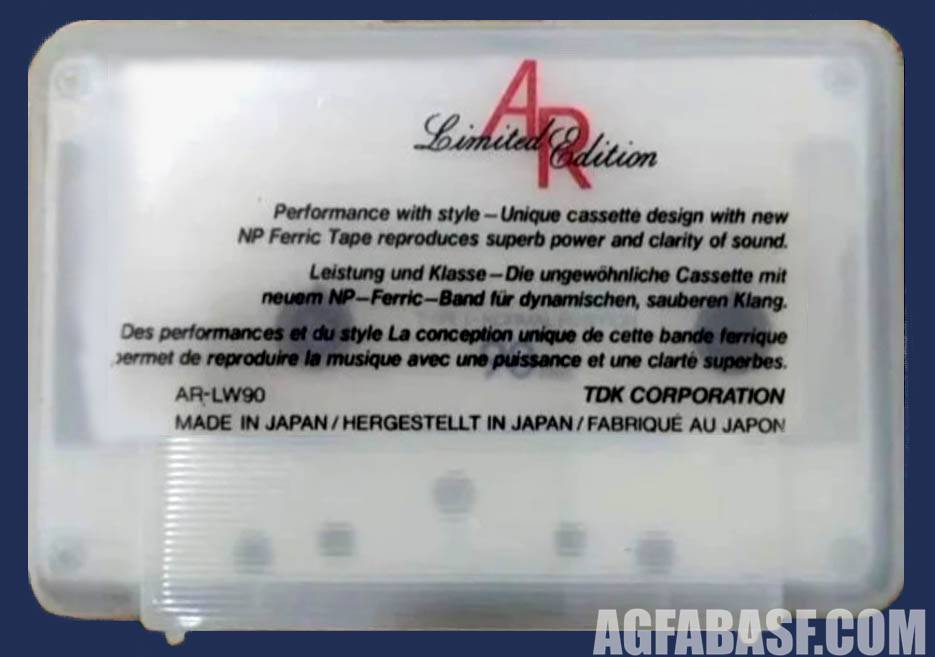 AR
Limited Edition
Performance with style – Unique cassette design with new
NP Ferric Tape reproduces superb power and clarity of sound.
Leistung und Klasse – Die ungewöhnliche Cassette mit
neuem NP–Ferric–Band für dynamischen, sauberen Klang.
Des performances et du style La conception unique de cette bande ferrique
permet de reproduire la musique avec une puissance et une clarté superbes.
AR-LW90 TDK CORPORATION
MADE IN JAPAN / HERGESTELLT IN JAPAN / FABRIQUÉ AU JAPON
AGFABASF.COM